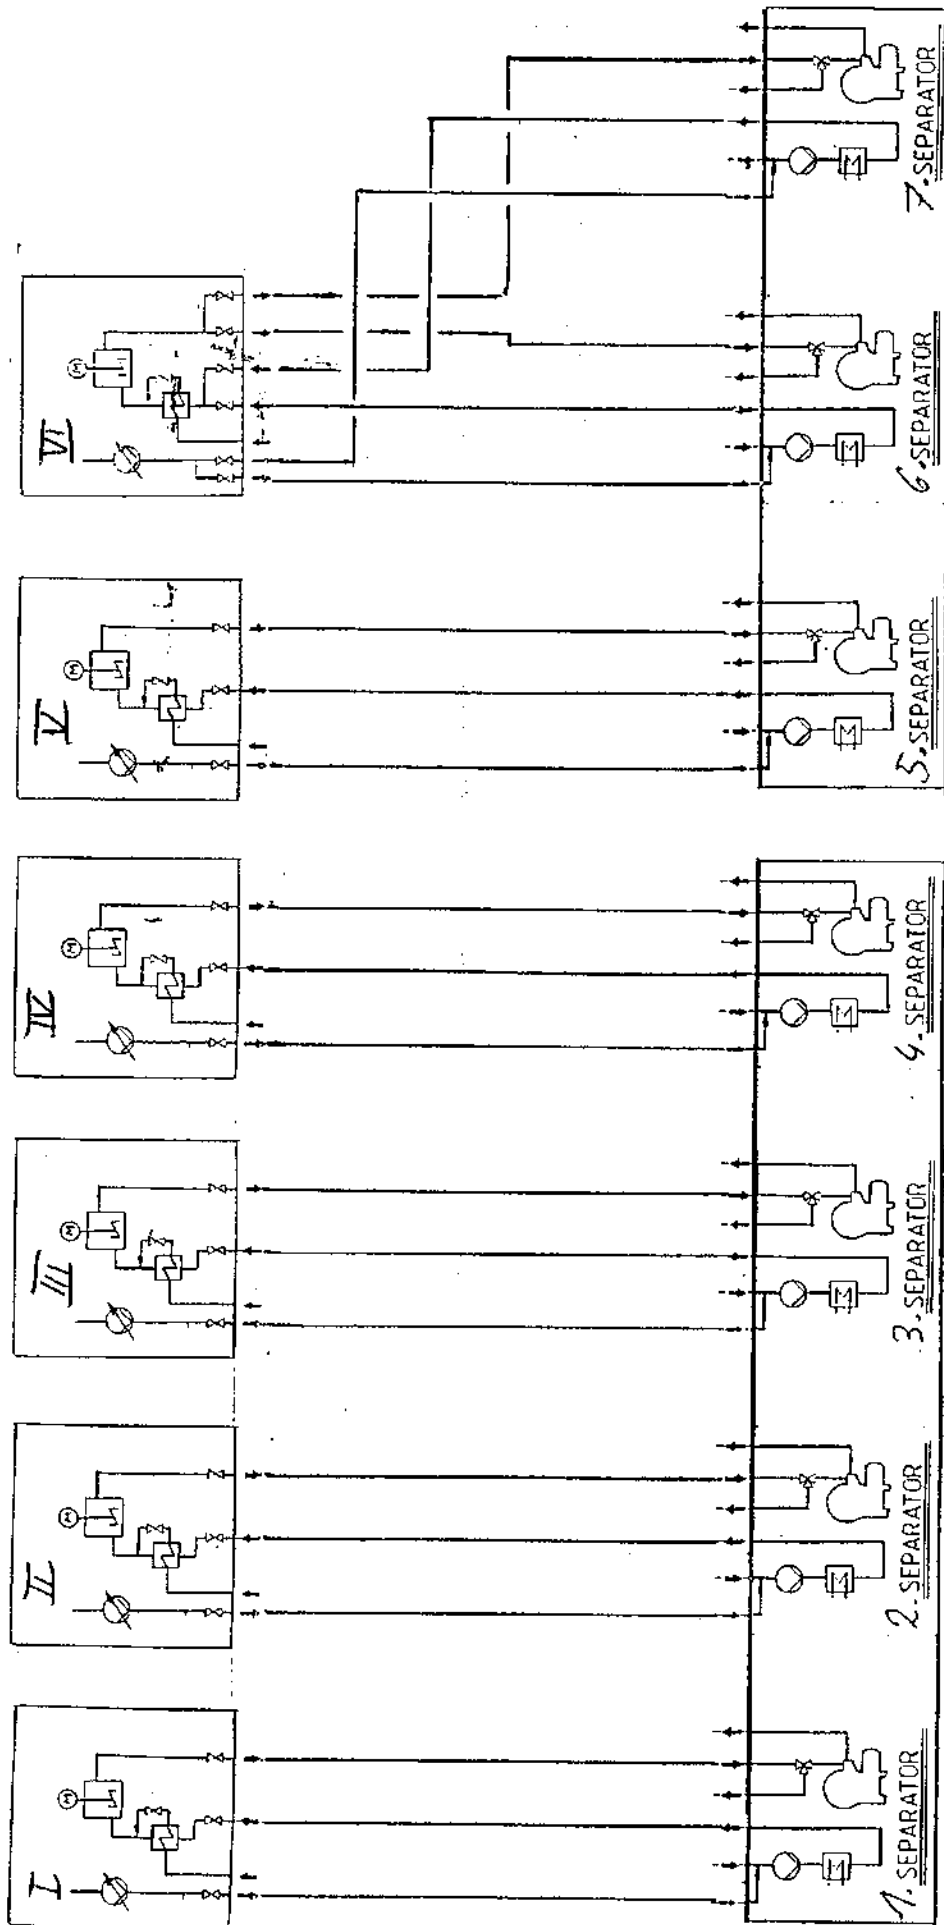 I
II
III
IV
V
VI
M
M
M
M
M
M
1. SEPARATOR
2. SEPARATOR
3. SEPARATOR
4. SEPARATOR
5. SEPARATOR
6. SEPARATOR
7. SEPARATOR